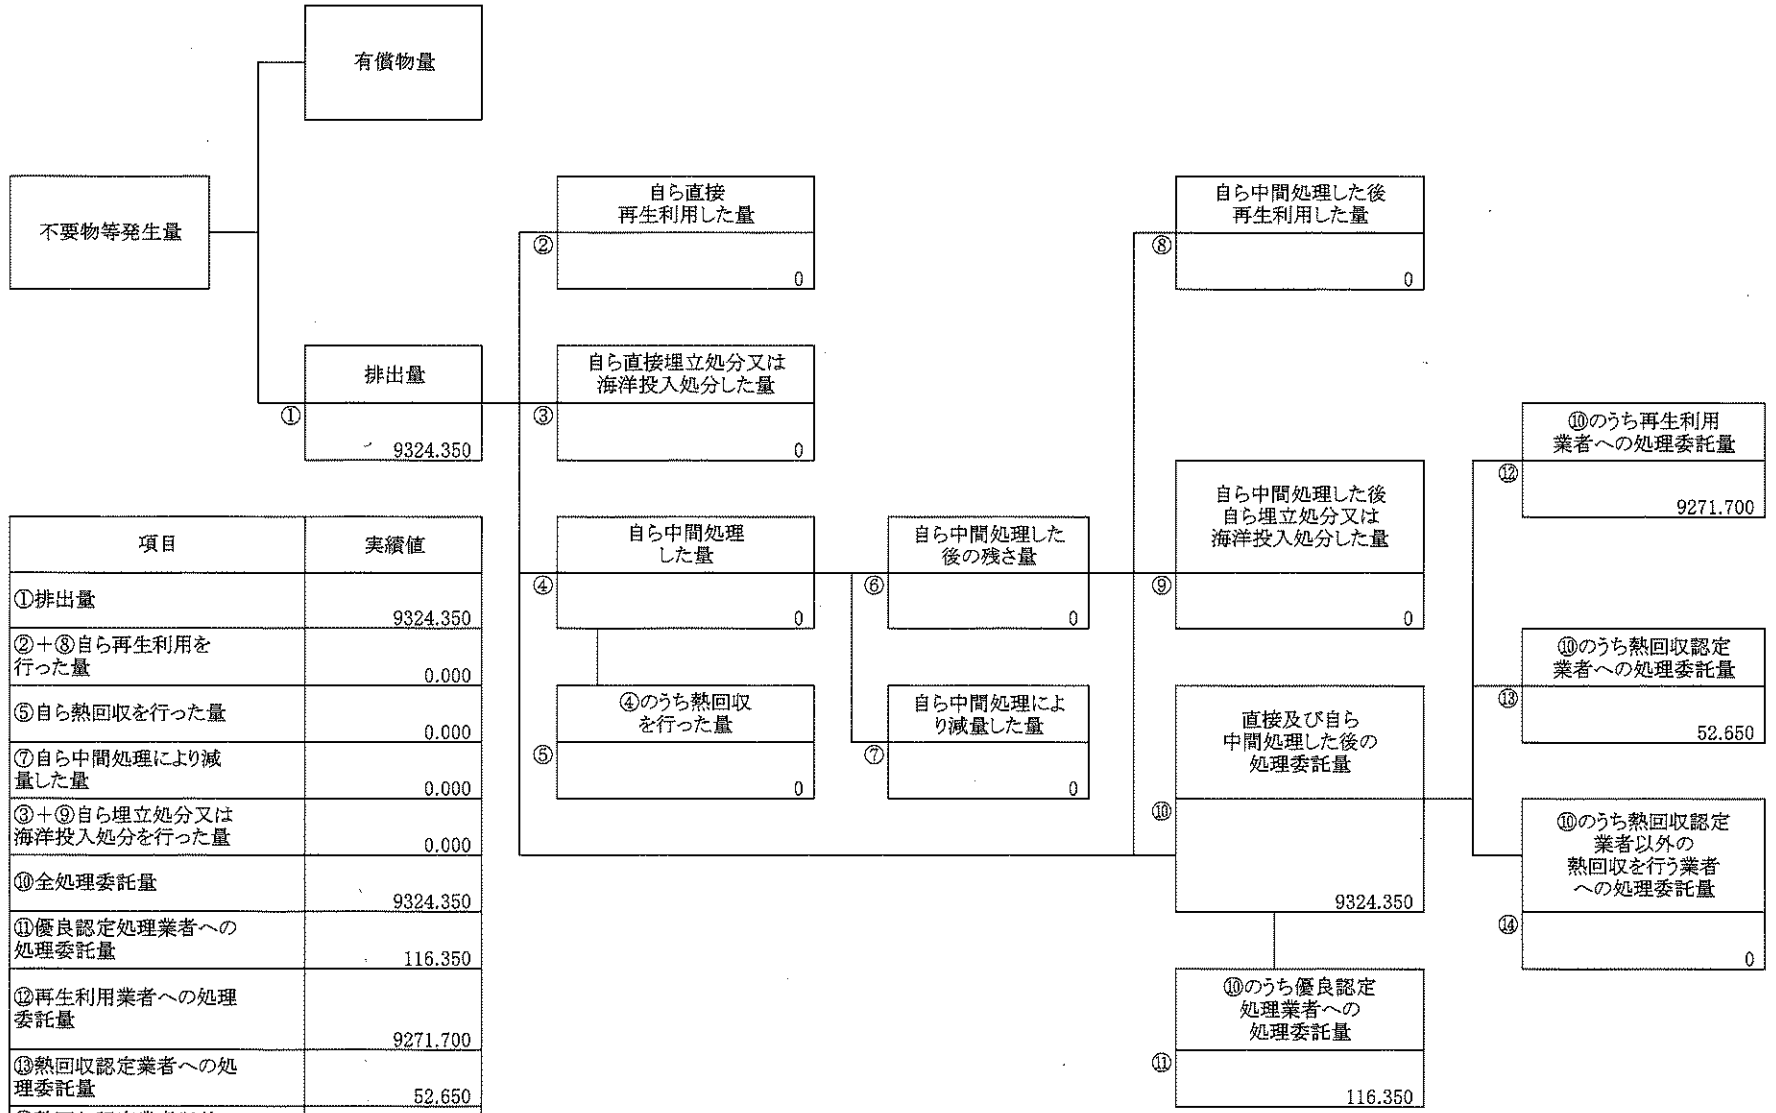 有償物量
不要物等発生量
排出量
①
9324.350
自ら直接
再生利用した量
②
0
自ら直接埋立処分又は
海洋投入処分した量
③
0
自ら中間処理
した量
④
0
④のうち熱回収
を行った量
⑤
0
自ら中間処理した
後の残さ量
⑥
0
自ら中間処理によ
り減量した量
⑦
0
自ら中間処理した後
再生利用した量
⑧
0
自ら中間処理した後
自ら埋立処分又は
海洋投入処分した量
⑨
0
直接及び自ら
中間処理した後の
処理委託量
⑩
9324.350
⑩のうち優良認定
処理業者への
処理委託量
⑪
116.350
⑩のうち再生利用
業者への処理委託量
⑫
9271.700
⑩のうち熱回収認定
業者への処理委託量
⑬
52.650
⑩のうち熱回収認定
業者以外の
熱回収を行う業者
への処理委託量
⑭
0
項目 実績値
①排出量
9324.350
②+⑧自ら再生利用を
行った量
0.000
⑤自ら熱回収を行った量
0.000
⑦自ら中間処理により減
量した量
0.000
③+⑨自ら埋立処分又は
海洋投入処分を行った量
0.000
⑩全処理委託量
9324.350
⑪優良認定処理業者への
処理委託量
116.350
⑫再生利用業者への処理
委託量
9271.700
⑬熱回収認定業者への処
理委託量
52.650